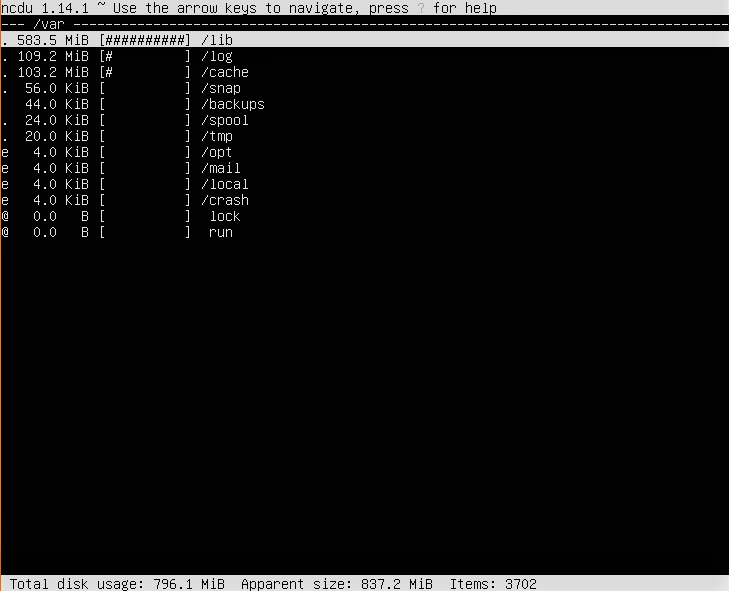 ncdu 1.14.1 ~ Use the arrow keys to navigate, press ? for help
--- /var ----------------------------------------------------------------------------------
. 583.5 MiB [##########] /lib
. 109.2 MiB [#         ] /log
. 103.2 MiB [#         ] /cache
.  56.0 KiB [          ] /snap
   44.0 KiB [          ] /backups
.  24.0 KiB [          ] /spool
.  20.0 KiB [          ] /tmp
e   4.0 KiB [          ] /opt
e   4.0 KiB [          ] /mail
e   4.0 KiB [          ] /local
e   4.0 KiB [          ] /crash
@   0.0   B [          ]  lock
@   0.0   B [          ]  run
Total disk usage: 796.1 MiB  Apparent size: 837.2 MiB  Items: 3702